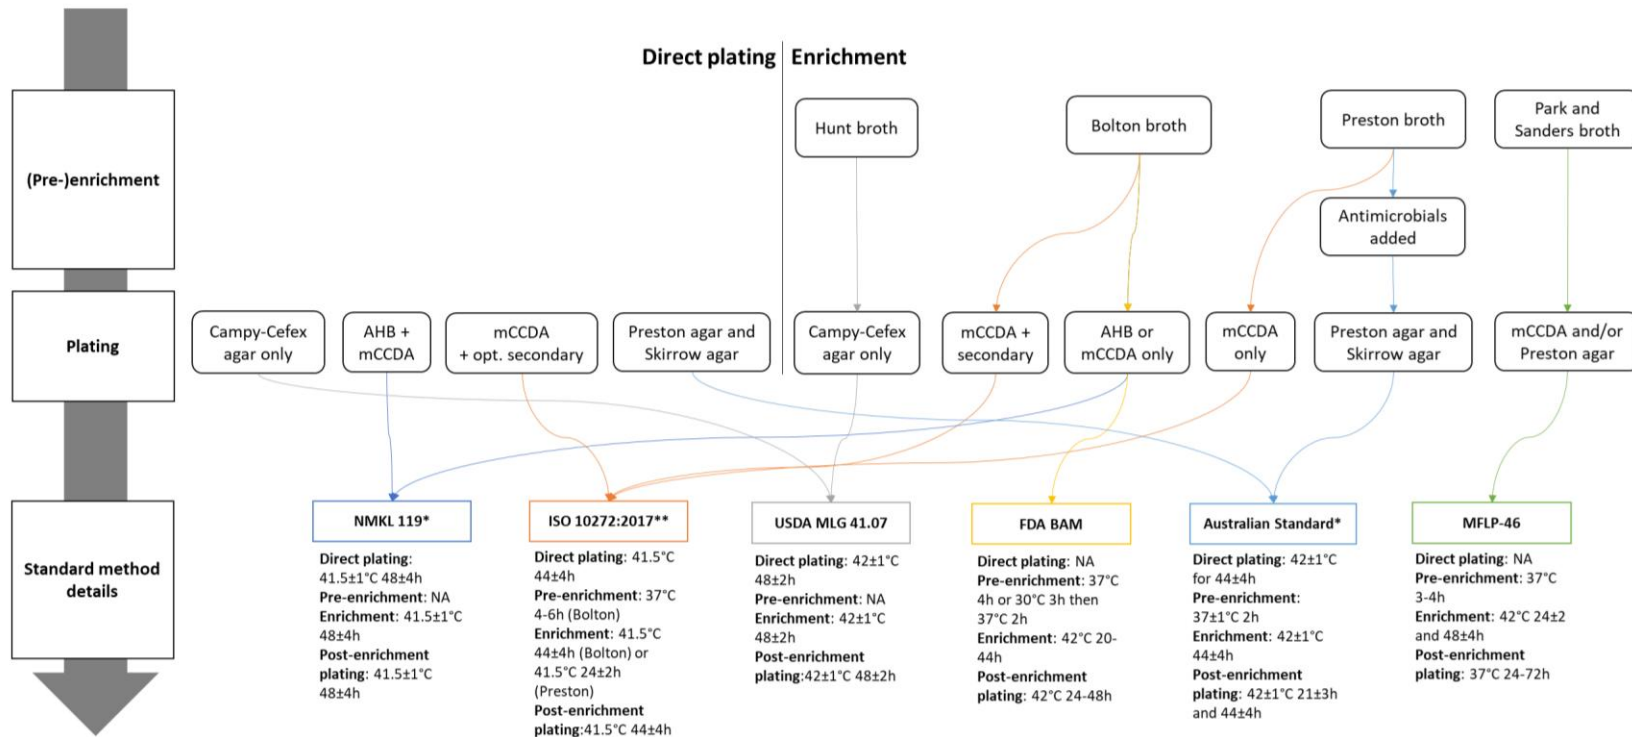 Direct plating
Enrichment
(Pre-)enrichment
Hunt broth
Bolton broth
Preston broth
Park and
Sanders broth
Antimicrobials
added
Plating
Campy-Cefex
agar only
AHB +
mCCDA
mCCDA
+ opt. secondary
Preston agar and
Skirrow agar
Campy-Cefex
agar only
mCCDA +
secondary
AHB or
mCCDA only
mCCDA
only
Preston agar and
Skirrow agar
mCCDA and/or
Preston agar
Standard method
details
NMKL 119*
Direct plating:
41.5±1°C 48±4h
Pre-enrichment: NA
Enrichment: 41.5±1°C
48±4h
Post-enrichment
plating: 41.5±1°C
48±4h
ISO 10272:2017**
Direct plating: 41.5°C
44±4h
Pre-enrichment: 37°C
4-6h (Bolton)
Enrichment: 41.5°C
44±4h (Bolton) or
41.5°C 24±2h
(Preston)
Post-enrichment
plating:41.5°C 44±4h
USDA MLG 41.07
Direct plating: 42±1°C
48±2h
Pre-enrichment: NA
Enrichment: 42±1°C
48±2h
Post-enrichment
plating:42±1°C 48±2h
FDA BAM
Direct plating: NA
Pre-enrichment: 37°C
4h or 30°C 3h then
37°C 2h
Enrichment: 42°C 20-
44h
Post-enrichment
plating: 42°C 24-48h
Australian Standard*
Direct plating: 42±1°C
for 44±4h
Pre-enrichment:
37±1°C 2h
Enrichment: 42±1°C
44±4h
Post-enrichment
plating: 42±1°C 21±3h
and 44±4h
MFLP-46
Direct plating: NA
Pre-enrichment: 37°C
3-4h
Enrichment: 42°C 24±2
and 48±4h
Post-enrichment
plating: 37°C 24-72h